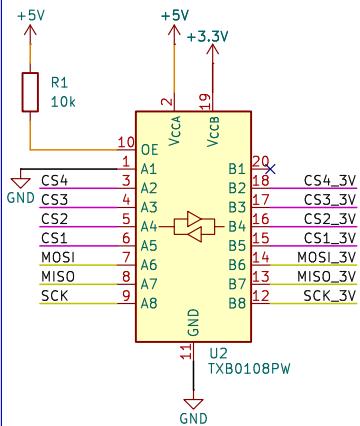 +5V
+5V
+3.3V
R1
10k
2
19
VCCA
VCCB
10
OE
1
A1
B1
20
GND
CS4
3
A2
B2
18
CS4_3V
CS3
4
A3
B3
17
CS3_3V
CS2
5
A4
B4
16
CS2_3V
CS1
6
A5
B5
15
CS1_3V
MOSI
7
A6
B6
14
MOSI_3V
MISO
8
A7
B7
13
MISO_3V
SCK
9
A8
B8
12
SCK_3V
GND
11
U2
TXB0108PW
GND